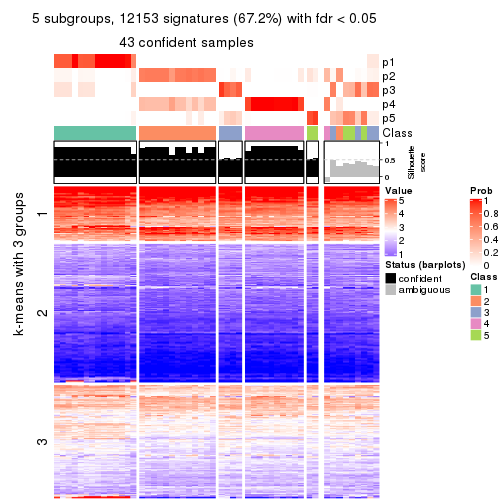 5 subgroups, 12153 signatures (67.2%) with fdr < 0.05
43 confident samples
p1
p2
p3
p4
p5
Class
1
0.5
0
Silhouette
score
k-means with 3 groups
1
2
3
Value
5
4
3
2
1
Status (barplots)
confident
ambiguous
Prob
1
0.8
0.6
0.4
0.2
0
Class
1
2
3
4
5